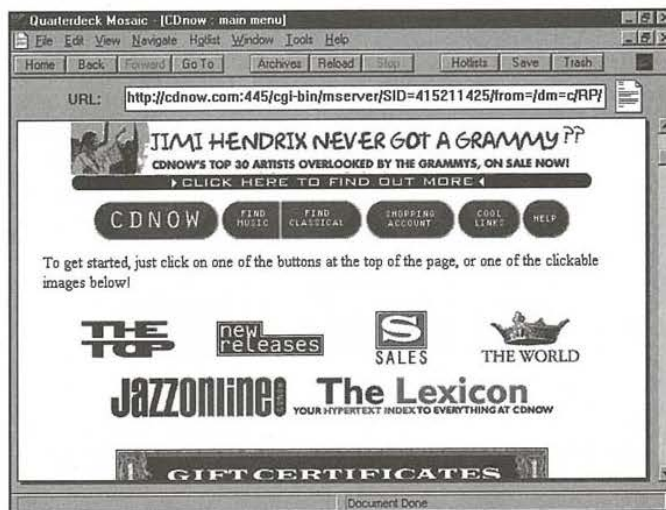 Quarterdeck Mosaic - [CDnow : main menu]
File Edit View Navigate Hotlist Window Tools Help
Home Back Forward Go To Archives Reload Stop Hotlists Save Trash
URL: http://cdnow.com:445/cgi-bin/mserver/SID=415211425/from=/dm=c/RP/
JIMI HENDRIX NEVER GOT A GRAMMY??
CDNOW'S TOP 30 ARTISTS OVERLOOKED BY THE GRAMMYS, ON SALE NOW!
CLICK HERE TO FIND OUT MORE
CDNOW FIND MUSIC FIND CLASSICAL SHOPPING ACCOUNT COOL LINKS HELP
To get started, just click on one of the buttons at the top of the page, or one of the clickable
images below!
THE TOP new releases S SALES THE WORLD
JAZZONLINE The Lexicon
YOUR HYPERTEXT INDEX TO EVERYTHING AT CDNOW
GIFT CERTIFICATES
Document Done